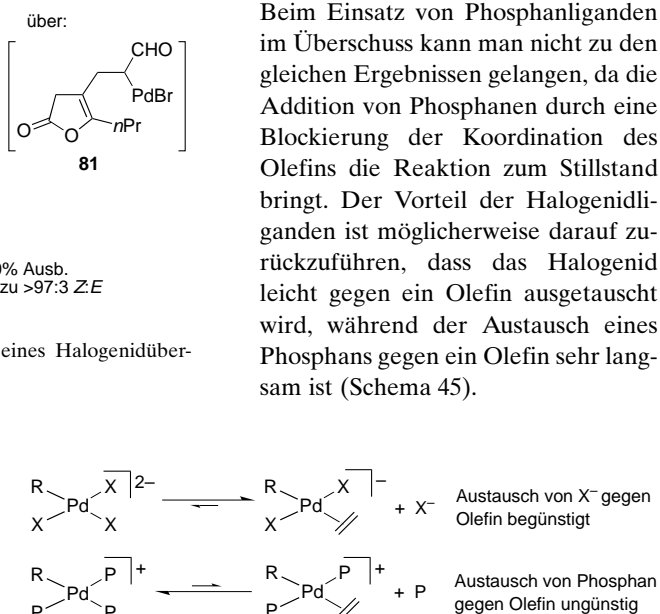 über:
CHO
PdBr
O
O
nPr
81
% Ausb.
zu >97:3 Z:E
eines Halogenidüber-
Beim Einsatz von Phosphanliganden
im Überschuss kann man nicht zu den
gleichen Ergebnissen gelangen, da die
Addition von Phosphanen durch eine
Blockierung der Koordination des
Olefins die Reaktion zum Stillstand
bringt. Der Vorteil der Halogenidli-
ganden ist möglicherweise darauf zu-
rückzuführen, dass das Halogenid
leicht gegen ein Olefin ausgetauscht
wird, während der Austausch eines
Phosphans gegen ein Olefin sehr lang-
sam ist (Schema 45).
R X 2– R X –
Pd Pd + X–
X X X
Austausch von X– gegen
Olefin begünstigt
R P + R P +
Pd Pd + P
P P P
Austausch von Phosphan
gegen Olefin ungünstig